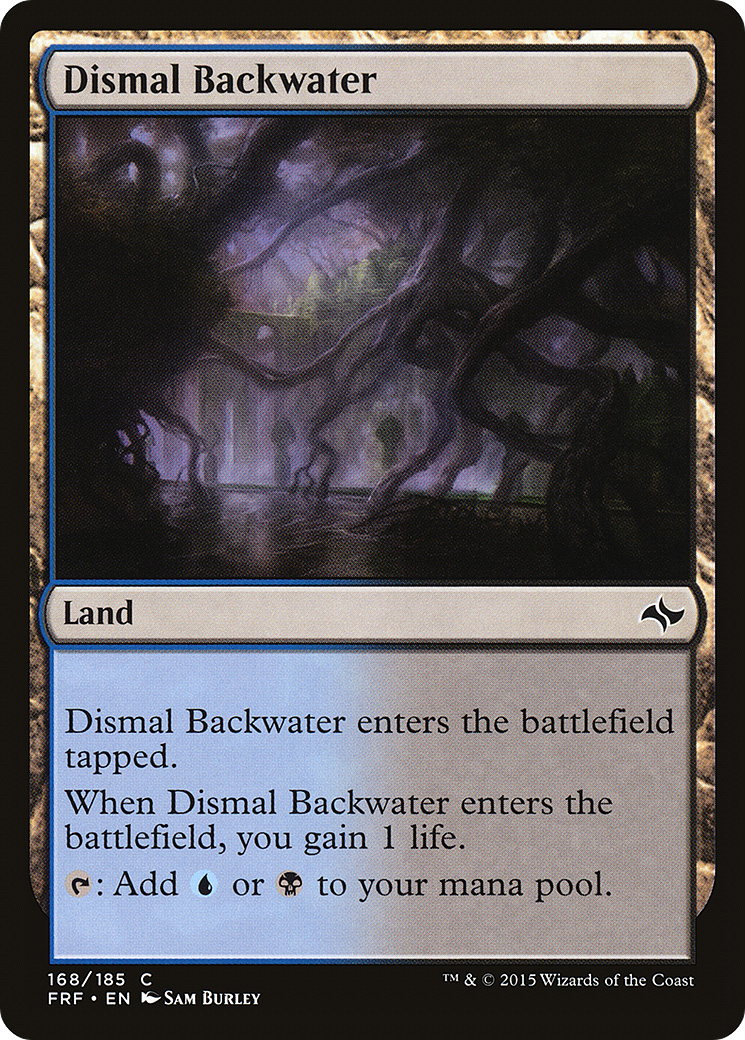 Dismal Backwater
Land
Dismal Backwater enters the battlefield
tapped.
When Dismal Backwater enters the
battlefield, you gain 1 life.
: Add or to your mana pool.
168/185 C
FRF • EN Sam Burley
™ & © 2015 Wizards of the Coast